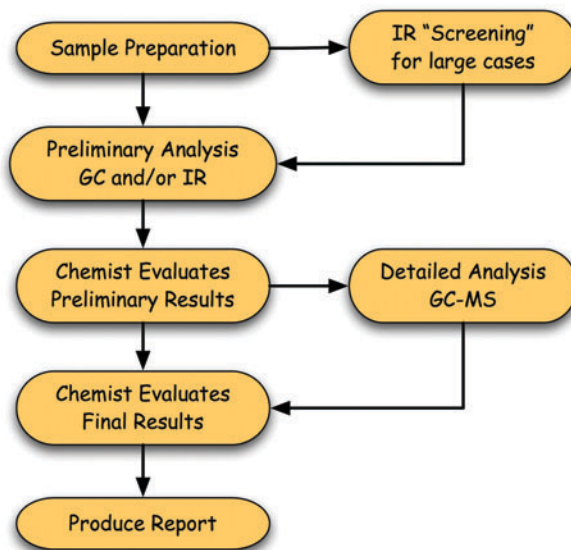 Sample Preparation
IR “Screening”
for large cases
Preliminary Analysis
GC and/or IR
Chemist Evaluates
Preliminary Results
Detailed Analysis
GC-MS
Chemist Evaluates
Final Results
Produce Report